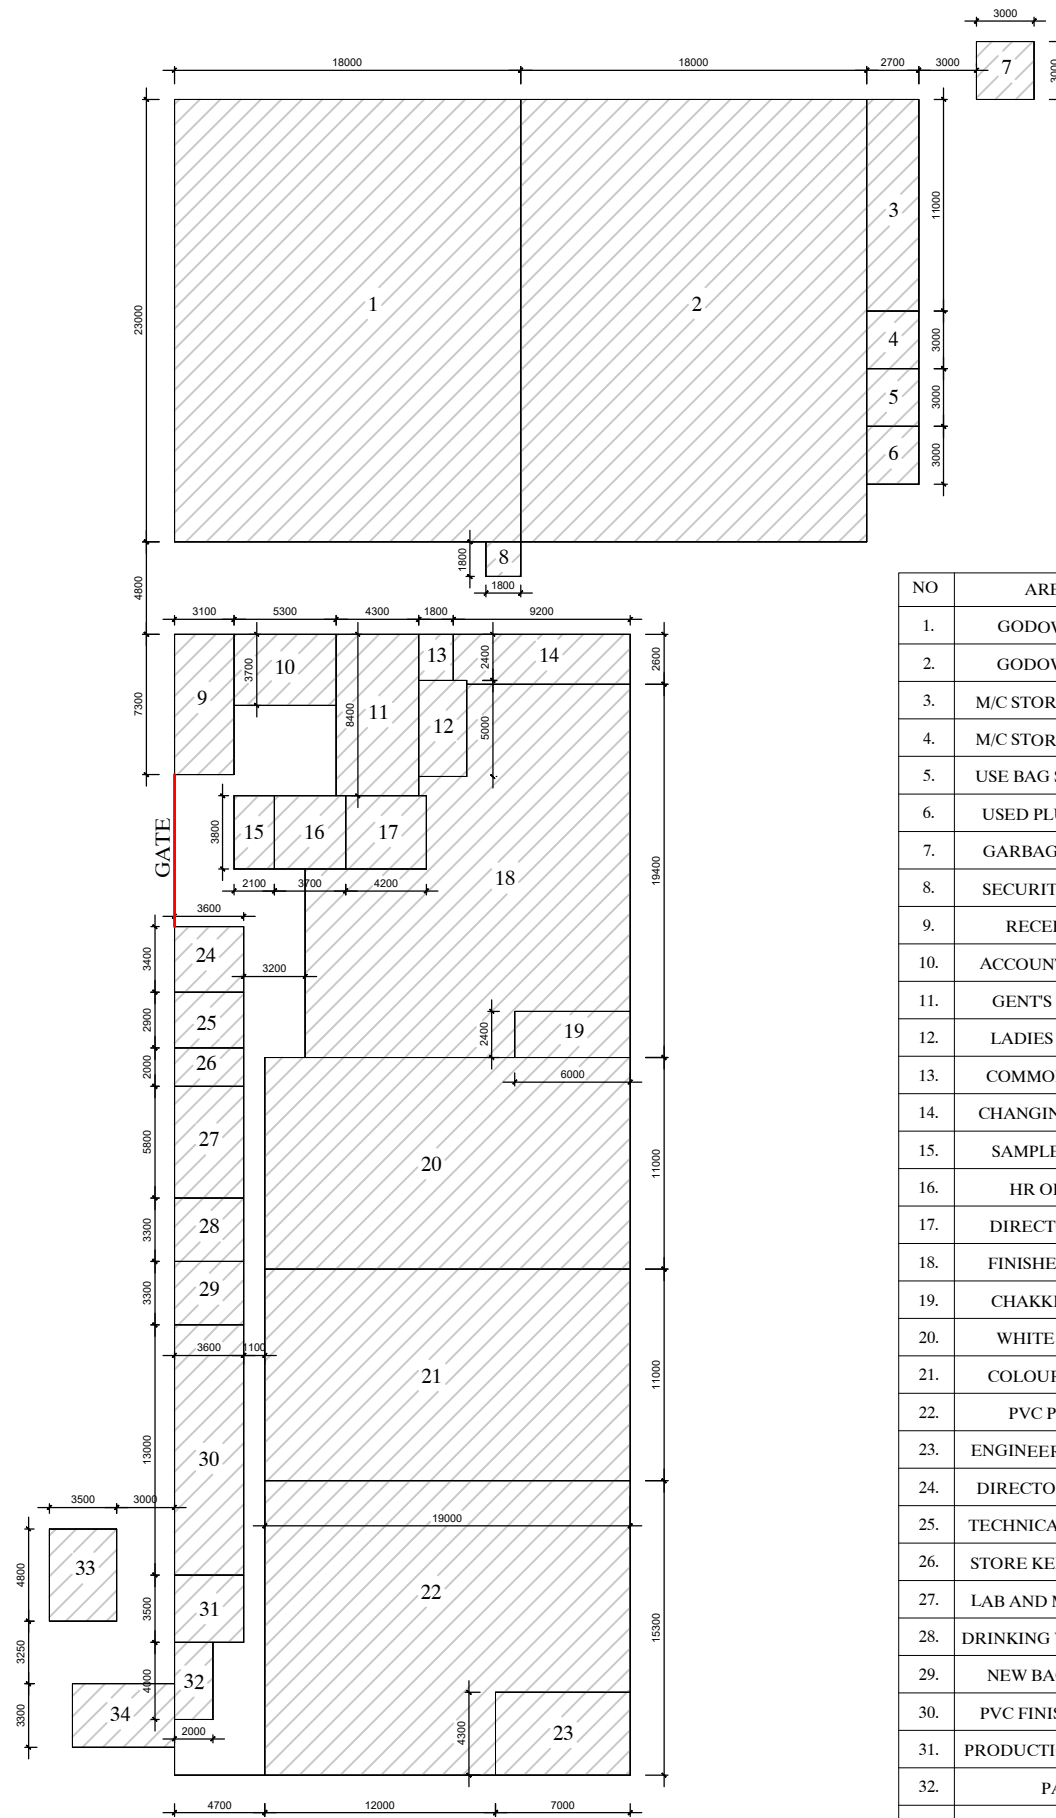 3000
18000
18000
2700
3000
7
3000
3
11000
1
2
23000
4
3000
5
3000
6
3000
8
1800
1800
4800
3100
5300
4300
1800
9200
13
2400
14
2600
10
3700
9
7300
11
8400
12
5000
GATE
15
16
17
3800
18
19400
2100
3700
4200
3600
24
3400
3200
25
2900
26
2000
19
2400
6000
27
5800
20
11000
28
3300
29
3300
3600
1100
21
11000
30
13000
3500
3000
19000
33
4800
31
3500
22
15300
3250
32
4000
34
3300
2000
23
4300
4700
12000
7000
NO ARE
1. GODOW
2. GODOW
3. M/C STOR
4. M/C STOR
5. USE BAG S
6. USED PLU
7. GARBAG
8. SECURIT
9. RECEI
10. ACCOUNT
11. GENT'S
12. LADIES
13. COMMO
14. CHANGIN
15. SAMPLE
16. HR OI
17. DIRECT
18. FINISHE
19. CHAKK
20. WHITE
21. COLOUR
22. PVC P
23. ENGINEER
24. DIRECTO
25. TECHNICA
26. STORE KE
27. LAB AND M
28. DRINKING
29. NEW BA
30. PVC FINIS
31. PRODUCTI
32. PA